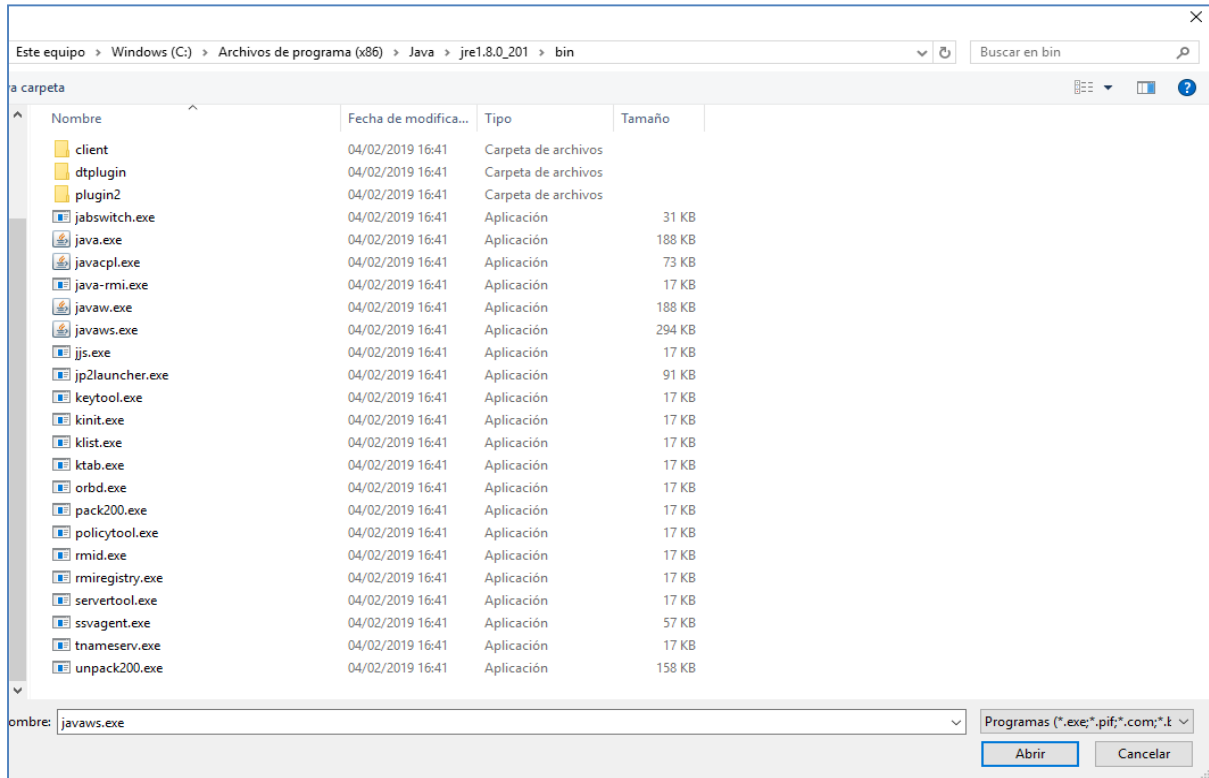 Este equipo > Windows (C:) > Archivos de programa (x86) > Java > jre1.8.0_201 > bin Buscar en bin
va carpeta
Nombre Fecha de modifica... Tipo Tamaño
client 04/02/2019 16:41 Carpeta de archivos
dtplugin 04/02/2019 16:41 Carpeta de archivos
plugin2 04/02/2019 16:41 Carpeta de archivos
jabswitch.exe 04/02/2019 16:41 Aplicación 31 KB
java.exe 04/02/2019 16:41 Aplicación 188 KB
javacpl.exe 04/02/2019 16:41 Aplicación 73 KB
java-rmi.exe 04/02/2019 16:41 Aplicación 17 KB
javaw.exe 04/02/2019 16:41 Aplicación 188 KB
javaws.exe 04/02/2019 16:41 Aplicación 294 KB
jjs.exe 04/02/2019 16:41 Aplicación 17 KB
jp2launcher.exe 04/02/2019 16:41 Aplicación 91 KB
keytool.exe 04/02/2019 16:41 Aplicación 17 KB
kinit.exe 04/02/2019 16:41 Aplicación 17 KB
klist.exe 04/02/2019 16:41 Aplicación 17 KB
ktab.exe 04/02/2019 16:41 Aplicación 17 KB
orbd.exe 04/02/2019 16:41 Aplicación 17 KB
pack200.exe 04/02/2019 16:41 Aplicación 17 KB
policytool.exe 04/02/2019 16:41 Aplicación 17 KB
rmid.exe 04/02/2019 16:41 Aplicación 17 KB
rmiregistry.exe 04/02/2019 16:41 Aplicación 17 KB
servertool.exe 04/02/2019 16:41 Aplicación 17 KB
ssvagent.exe 04/02/2019 16:41 Aplicación 57 KB
tnameserv.exe 04/02/2019 16:41 Aplicación 17 KB
unpack200.exe 04/02/2019 16:41 Aplicación 158 KB
ombre: javaws.exe Programas (*.exe;*.pif;*.com;*.b
Abrir Cancelar